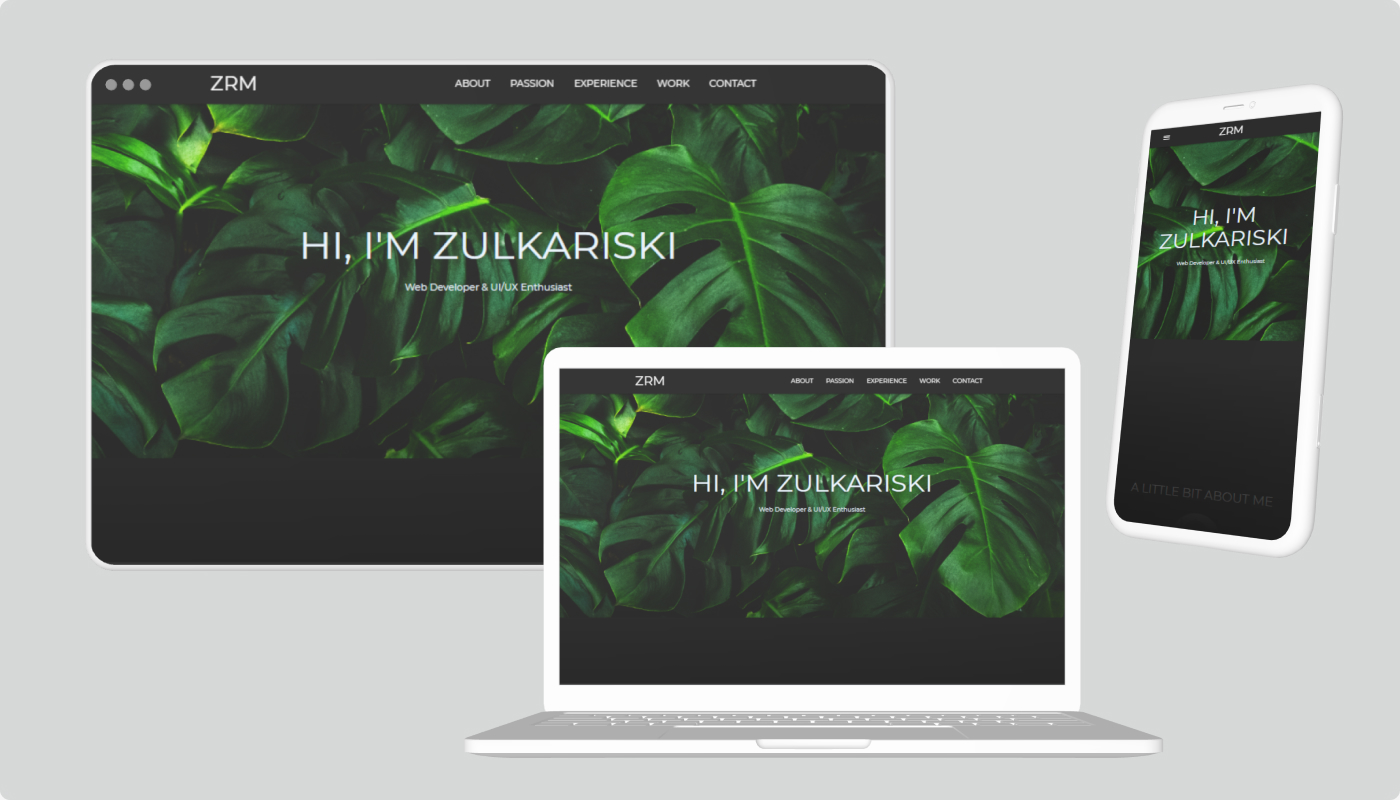 ZRM
ABOUT PASSION EXPERIENCE WORK CONTACT
HI, I'M ZULKARISKI
Web Developer & UI/UX Enthusiast
ZRM
ABOUT PASSION EXPERIENCE WORK CONTACT
HI, I'M ZULKARISKI
Web Developer & UI/UX Enthusiast
ZRM
HI, I'M
ZULKARISKI
Web Developer & UI/UX Enthusiast
A LITTLE BIT ABOUT ME